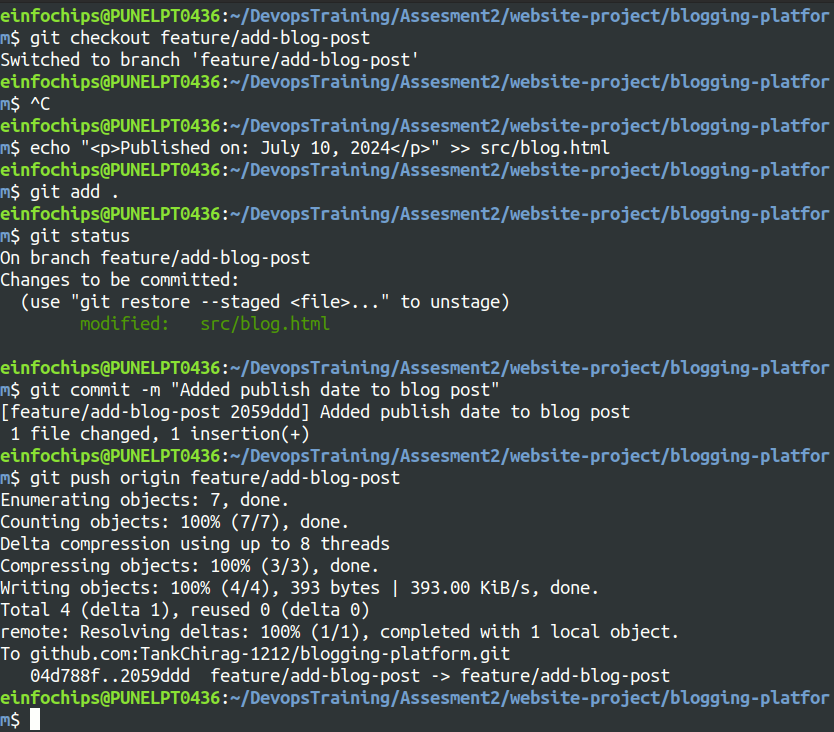 einfochips@PUNELPT0436:~/DevopsTraining/Assesment2/website-project/blogging-platfor
m$ git checkout feature/add-blog-post
Switched to branch 'feature/add-blog-post'
einfochips@PUNELPT0436:~/DevopsTraining/Assesment2/website-project/blogging-platfor
m$ ^C
einfochips@PUNELPT0436:~/DevopsTraining/Assesment2/website-project/blogging-platfor
m$ echo "<p>Published on: July 10, 2024</p>" >> src/blog.html
einfochips@PUNELPT0436:~/DevopsTraining/Assesment2/website-project/blogging-platfor
m$ git add .
einfochips@PUNELPT0436:~/DevopsTraining/Assesment2/website-project/blogging-platfor
m$ git status
On branch feature/add-blog-post
Changes to be committed:
  (use "git restore --staged <file>..." to unstage)
        modified:   src/blog.html

einfochips@PUNELPT0436:~/DevopsTraining/Assesment2/website-project/blogging-platfor
m$ git commit -m "Added publish date to blog post"
[feature/add-blog-post 2059ddd] Added publish date to blog post
 1 file changed, 1 insertion(+)
einfochips@PUNELPT0436:~/DevopsTraining/Assesment2/website-project/blogging-platfor
m$ git push origin feature/add-blog-post
Enumerating objects: 7, done.
Counting objects: 100% (7/7), done.
Delta compression using up to 8 threads
Compressing objects: 100% (3/3), done.
Writing objects: 100% (4/4), 393 bytes | 393.00 KiB/s, done.
Total 4 (delta 1), reused 0 (delta 0)
remote: Resolving deltas: 100% (1/1), completed with 1 local object.
To github.com:TankChirag-1212/blogging-platform.git
   04d788f..2059ddd  feature/add-blog-post -> feature/add-blog-post
einfochips@PUNELPT0436:~/DevopsTraining/Assesment2/website-project/blogging-platfor
m$